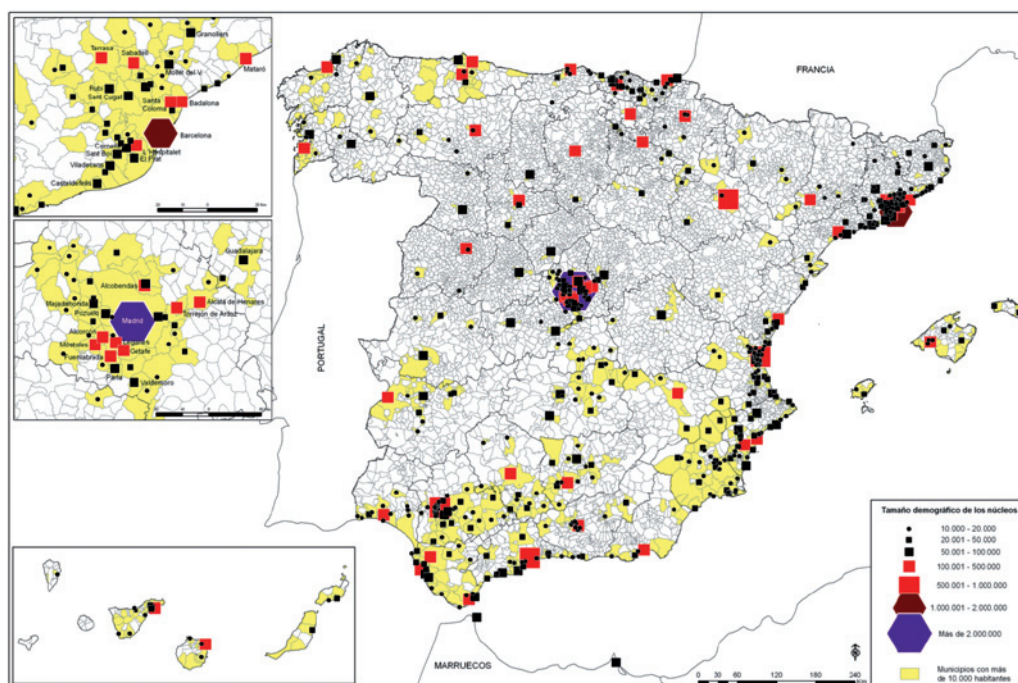 Granollers
Terrasa
Sabadell
Mataró
Mollet del V.
Rubí
Sant Cugat
Santa
Coloma
Badalona
Barcelona
L'Hospitalet
El Prat
Viladecans
Castelldefels
FRANCIA
Guadalajara
Alcobendas
Alcalá de Henares
Majadahonda
Torrejón de Ardoz
Pozuelo
Madrid
Alcorcón
Móstoles
Getafe
Fuenlabrada
Parla
Valdemoro
PORTUGAL
MARRUECOS
Tamaño demográfico de los núcleos
10.000 - 20.000
20.001 - 50.000
50.001 - 100.000
100.001 - 500.000
500.001 - 1.000.000
1.000.001 - 2.000.000
Más de 2.000.000
Municipios con más
de 10.000 habitantes
0 30 60 120 180 240